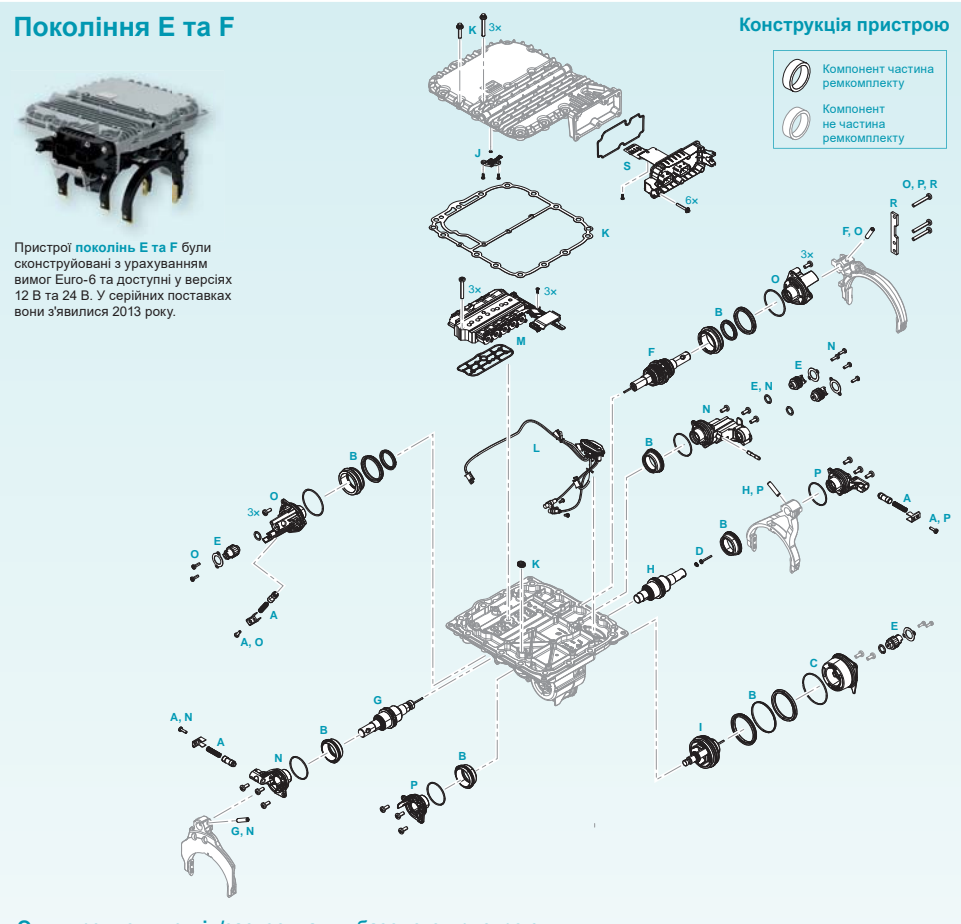 Покоління E та F
Конструкція пристрою
Компонент частина
ремкомплекту
Компонент
не частина
ремкомплекту
Пристрої поколінь E та F були
сконструйовані з урахуванням
вимог Euro-6 та доступні у версіях
12 В та 24 В. У серійних поставках
вони з'явилися 2013 року.
K
3×
J
S
6×
K
O, P, R
R
F, O
3×
O
B
3×
3×
M
F
N
E
E, N
N
B
L
B
O
3×
E
O
A
A, O
H, P
P
A
A, P
B
D
H
K
E
C
B
I
G
A, N
A
B
N
G, N
B
P